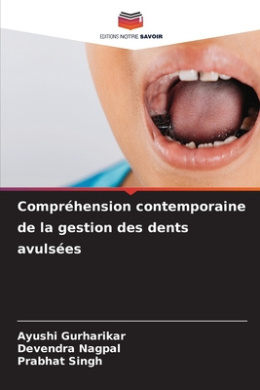 EDITIONS NOTRE SAVOIR
Compréhension contemporaine
de la gestion des dents
avulsées
Ayushi Gurharikar
Devendra Nagpal
Prabhat Singh